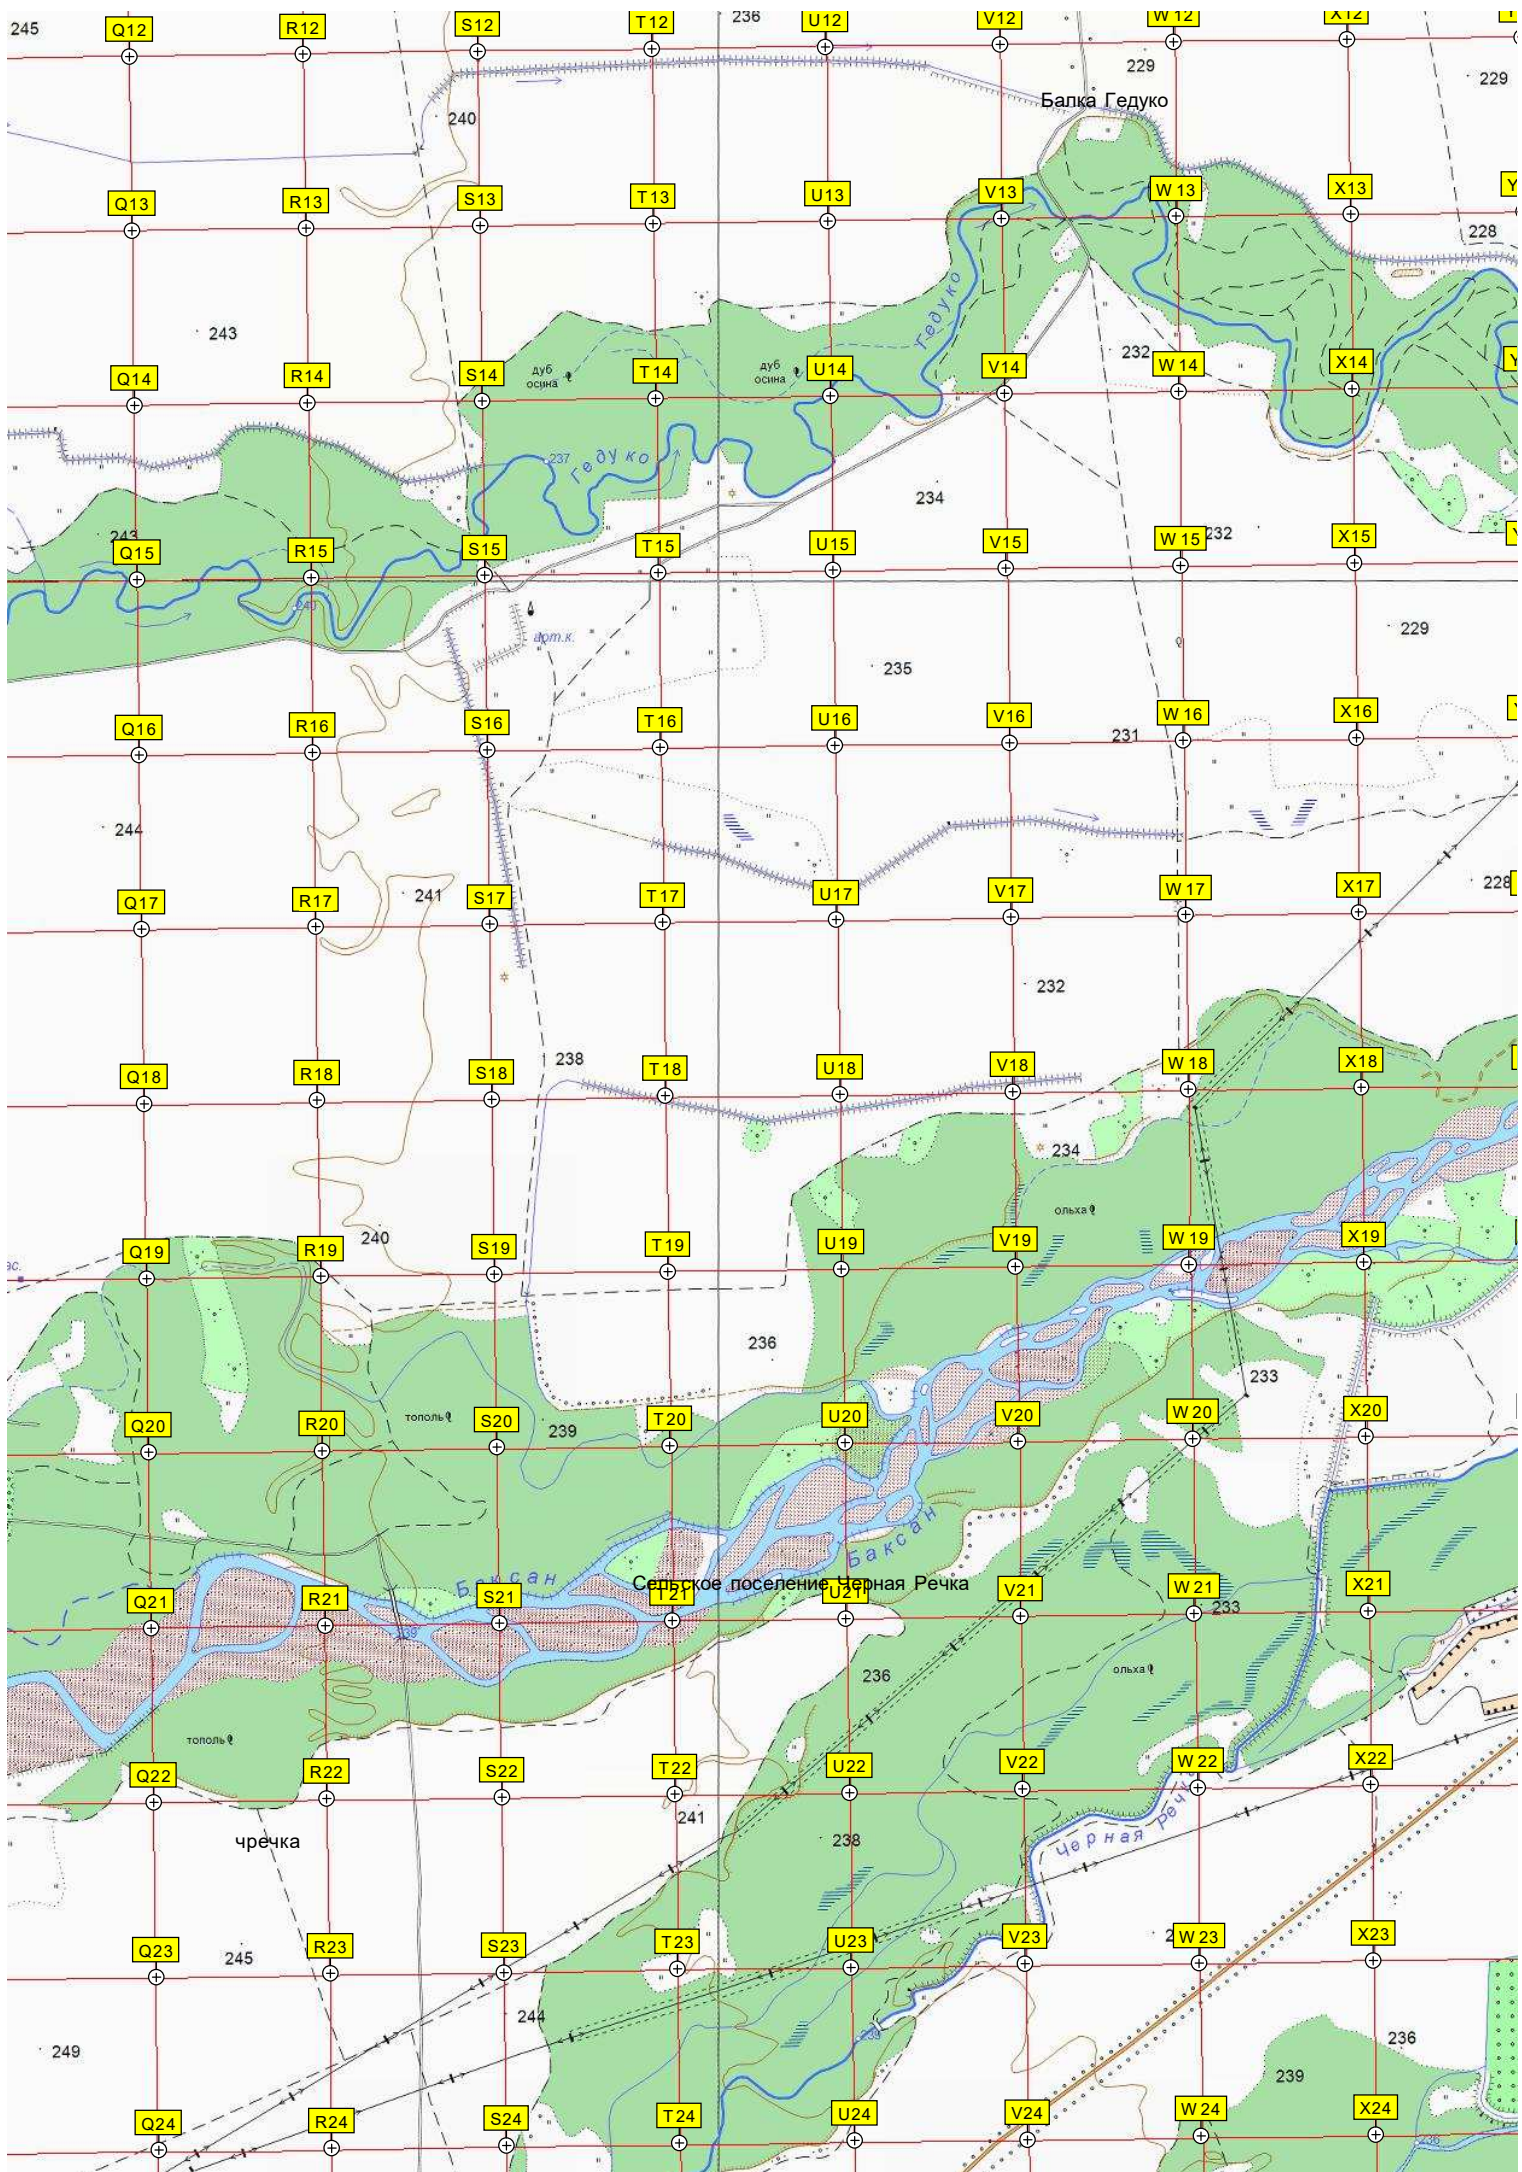 245
Q12
R12
S12
T12
236
U12
V12
W12
X12
229
229
Балка Гедуко
240
Q13
R13
S13
T13
U13
V13
W13
X13
228
Гедуко
243
232
дуб
осина
дуб
осина
Q14
R14
S14
T14
U14
V14
W14
X14
237
Гедуко
234
243
232
Q15
R15
S15
T15
U15
V15
W15
X15
240
арт.к.
229
235
Q16
R16
S16
T16
U16
V16
W16
X16
231
244
241
228
Q17
R17
S17
T17
U17
V17
W17
X17
232
238
Q18
R18
S18
T18
U18
V18
W18
X18
234
ольха
240
Q19
R19
S19
T19
U19
V19
W19
X19
236
233
тополь
239
Q20
R20
S20
T20
U20
V20
W20
X20
Баксан
Баксан
Сельское поселение Черная Речка
Q21
R21
S21
T21
U21
V21
W21
X21
233
239
236
ольха
тополь
Q22
R22
S22
T22
U22
V22
W22
X22
241
238
Черная речка
чречка
245
Q23
R23
S23
T23
U23
V23
W23
X23
244
239
236
249
239
Q24
R24
S24
T24
U24
V24
W24
X24
236